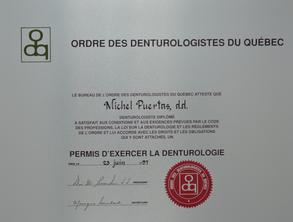 ORDRE DES DENTUROLOGISTES DU QUÉBEC
LE BUREAU DE L'ORDRE DES DENTUROLOGISTES DU QUÉBEC ATTESTE QUE
Michel Puertas, d.d.
DENTUROLOGISTE DIPLÔMÉ
A SATISFAIT AUX CONDITIONS ET AUX EXIGENCES PRÉVUES PAR LE CODE
DES PROFESSIONS, LA LOI SUR LA DENTUROLOGIE ET LES RÈGLEMENTS
DE L'ORDRE ET LUI ACCORDE AVEC LES DROITS ET LES OBLIGATIONS
QUI Y SONT ATTACHÉS, UN
PERMIS D'EXERCER LA DENTUROLOGIE
23 juin